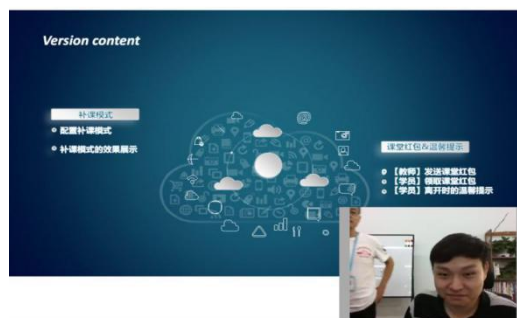 Version content
补课模式
配置补课模式
补课模式的效果展示
课堂红包&温馨提示
【教师】发送课堂红包
【学员】领取课堂红包
【学员】离开时的温馨提示